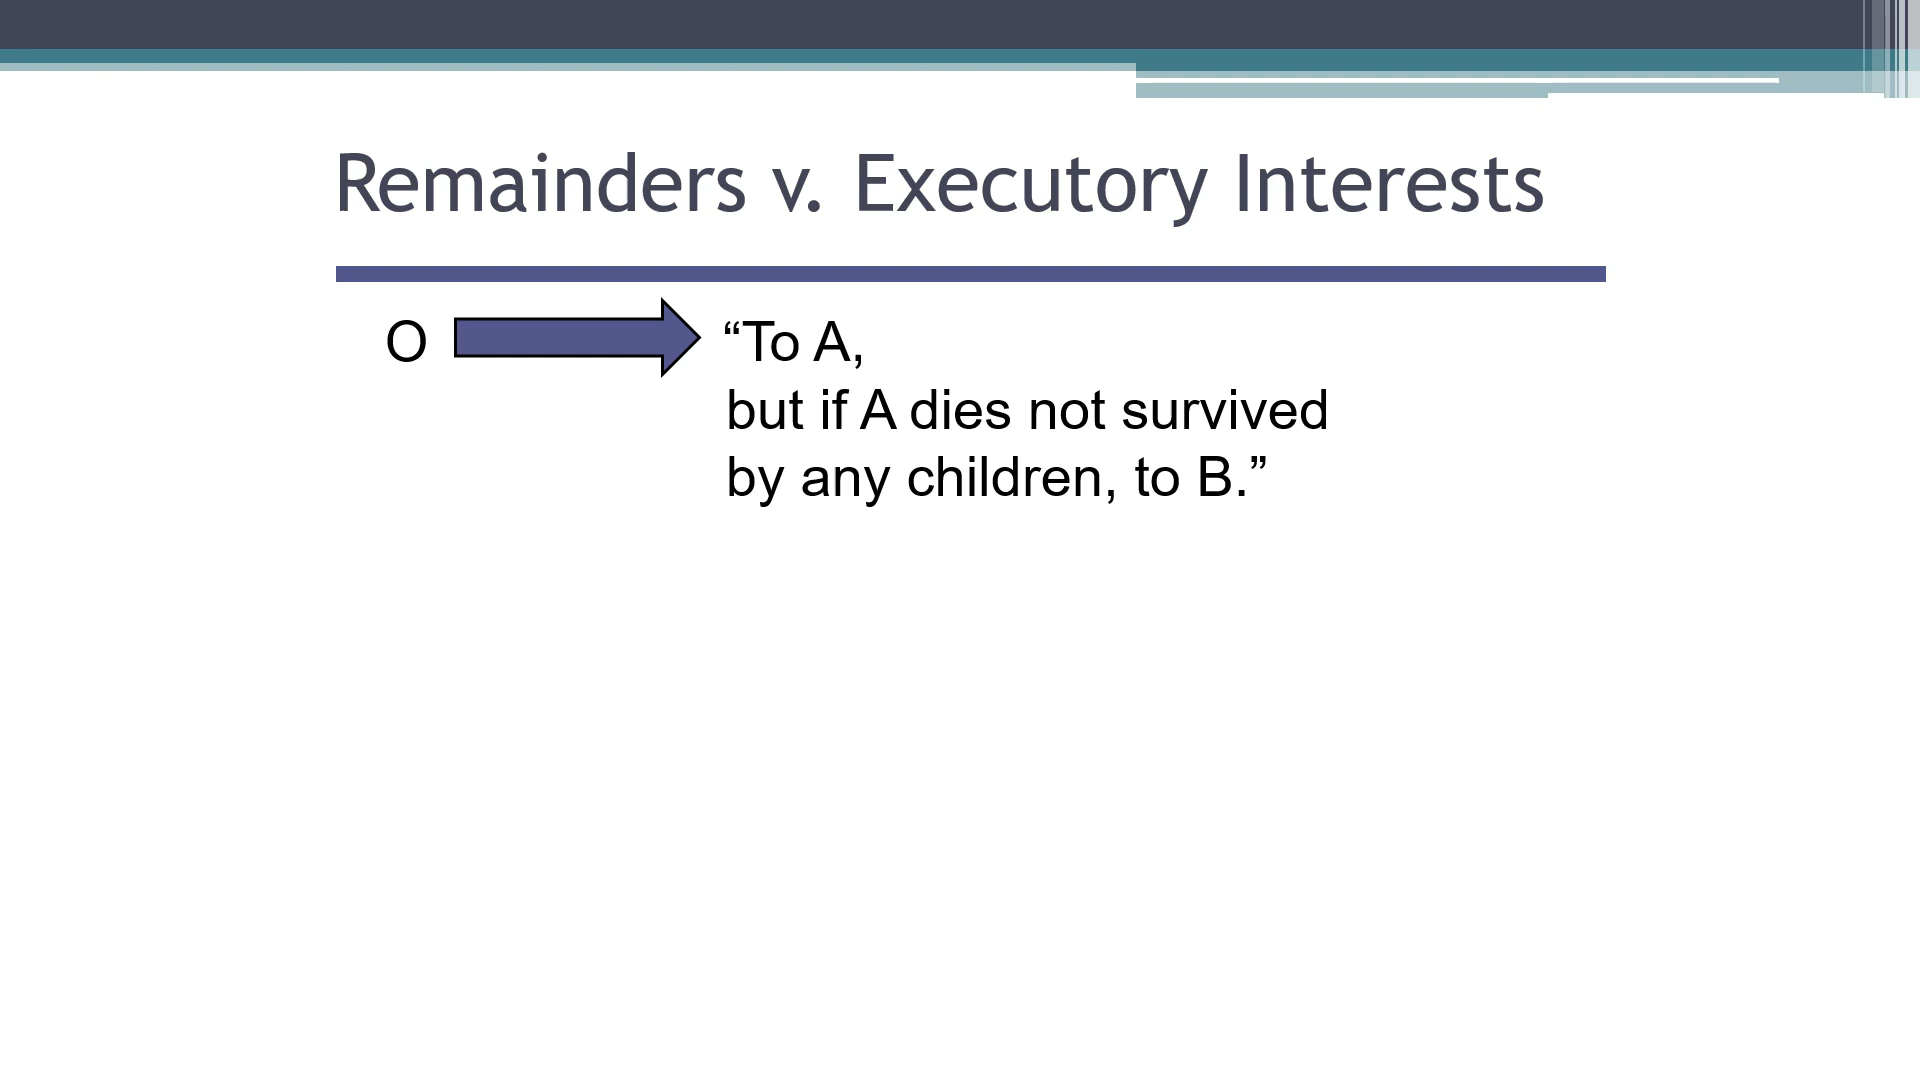 Remainders v. Executory Interests
O “To A,
but if A dies not survived
by any children, to B.”